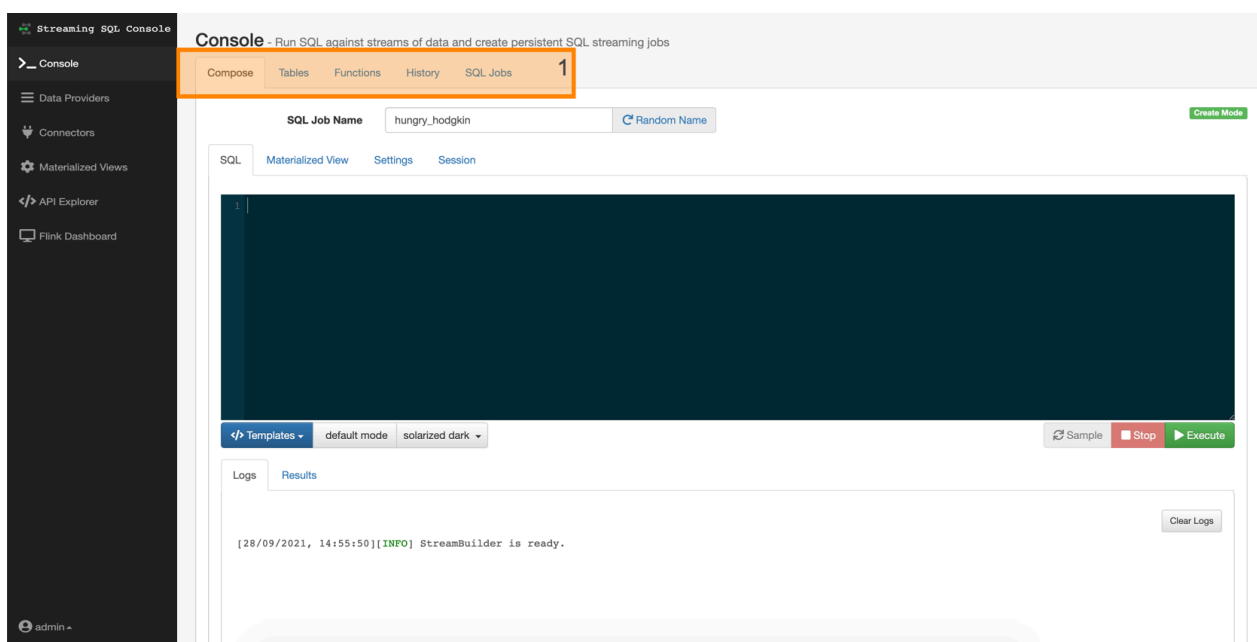 Streaming SQL Console
Console
Data Providers
Connectors
Materialized Views
API Explorer
Flink Dashboard
admin
Console - Run SQL against streams of data and create persistent SQL streaming jobs
Compose Tables Functions History SQL Jobs 1
SQL Job Name hungry_hodgkin Random Name Create Mode
SQL Materialized View Settings Session
1
</> Templates default mode solarized dark Sample Stop Execute
Logs Results
Clear Logs
[28/09/2021, 14:55:50][INFO] StreamBuilder is ready.